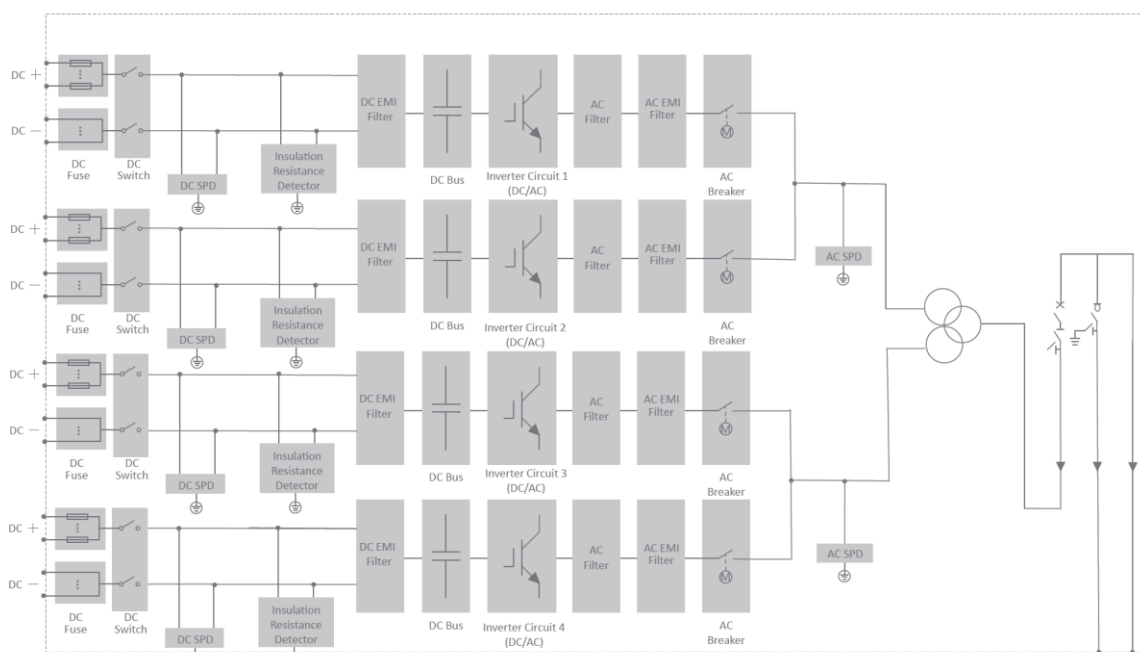 DC +
DC −
DC
Fuse
DC
Switch
DC SPD
Insulation
Resistance
Detector
DC EMI
Filter
DC Bus
Inverter Circuit 1
(DC/AC)
AC
Filter
AC EMI
Filter
M
AC
Breaker
DC +
DC −
DC
Fuse
DC
Switch
DC SPD
Insulation
Resistance
Detector
DC EMI
Filter
DC Bus
Inverter Circuit 2
(DC/AC)
AC
Filter
AC EMI
Filter
M
AC
Breaker
AC SPD
DC +
DC −
DC
Fuse
DC
Switch
DC SPD
Insulation
Resistance
Detector
DC EMI
Filter
DC Bus
Inverter Circuit 3
(DC/AC)
AC
Filter
AC EMI
Filter
M
AC
Breaker
DC +
DC −
DC
Fuse
DC
Switch
DC SPD
Insulation
Resistance
Detector
DC EMI
Filter
DC Bus
Inverter Circuit 4
(DC/AC)
AC
Filter
AC EMI
Filter
M
AC
Breaker
AC SPD